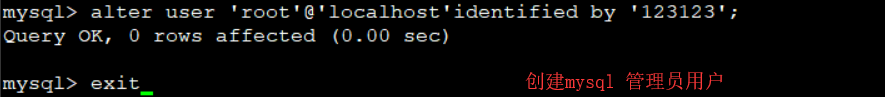 mysql> alter user 'root'@'localhost'identified by '123123';
Query OK, 0 rows affected (0.00 sec)
mysql> exit
创建mysql 管理员用户